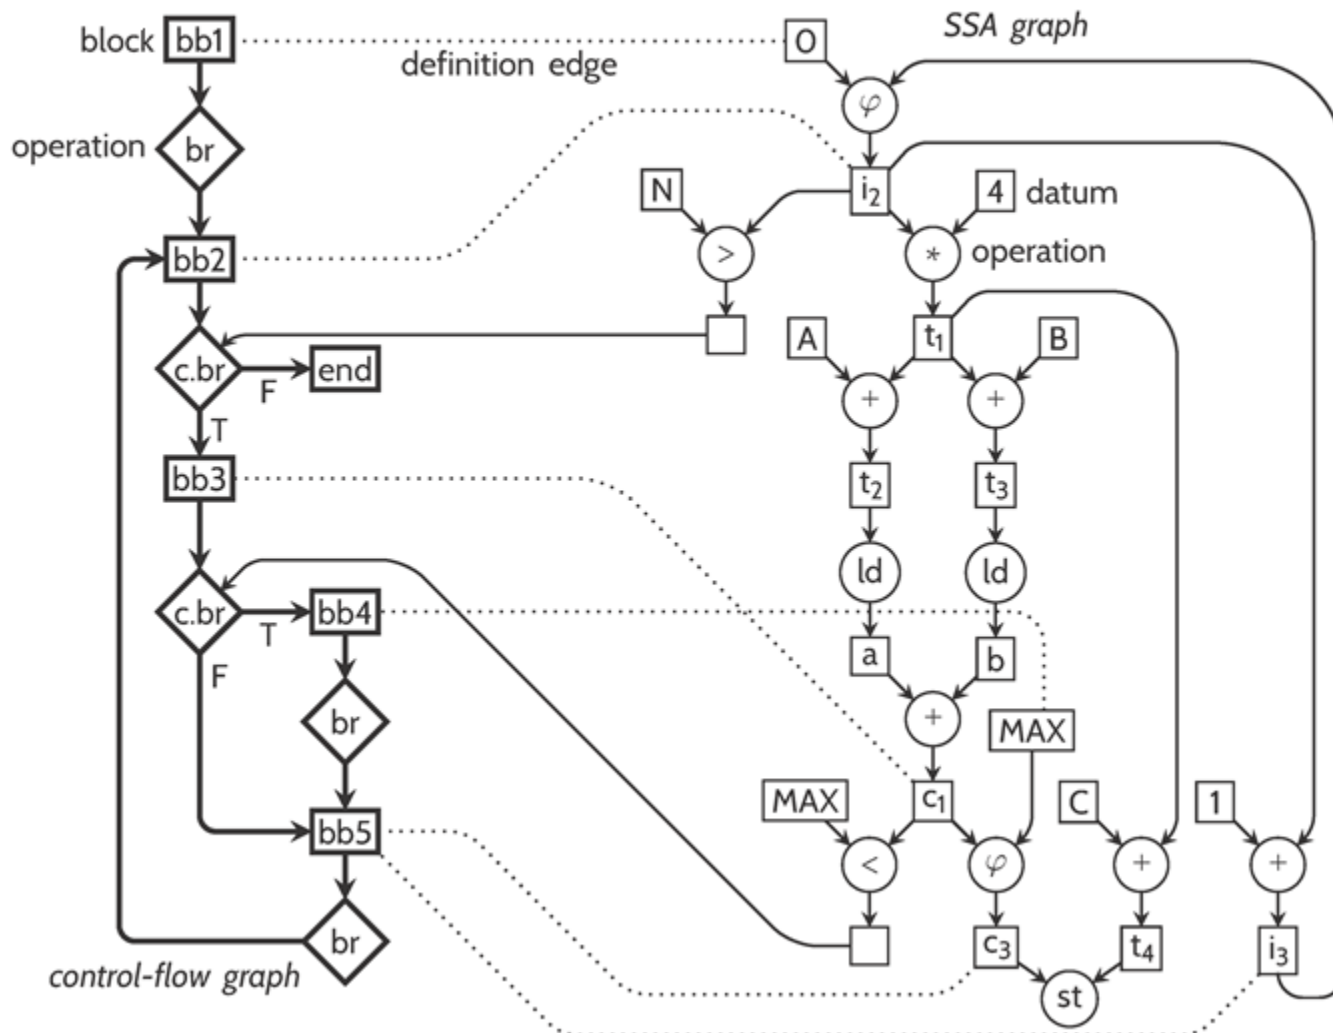 SSA graph
block bb1
0
definition edge
φ
operation br
N
i2
4 datum
bb2
>
* operation
A
t1
B
c.br
F
end
+
+
T
bb3
t2
t3
ld
ld
c.br
T
bb4
F
a
b
br
+
MAX
MAX
c1
C
1
bb5
<
φ
+
+
br
c3
t4
i3
control-flow graph
st